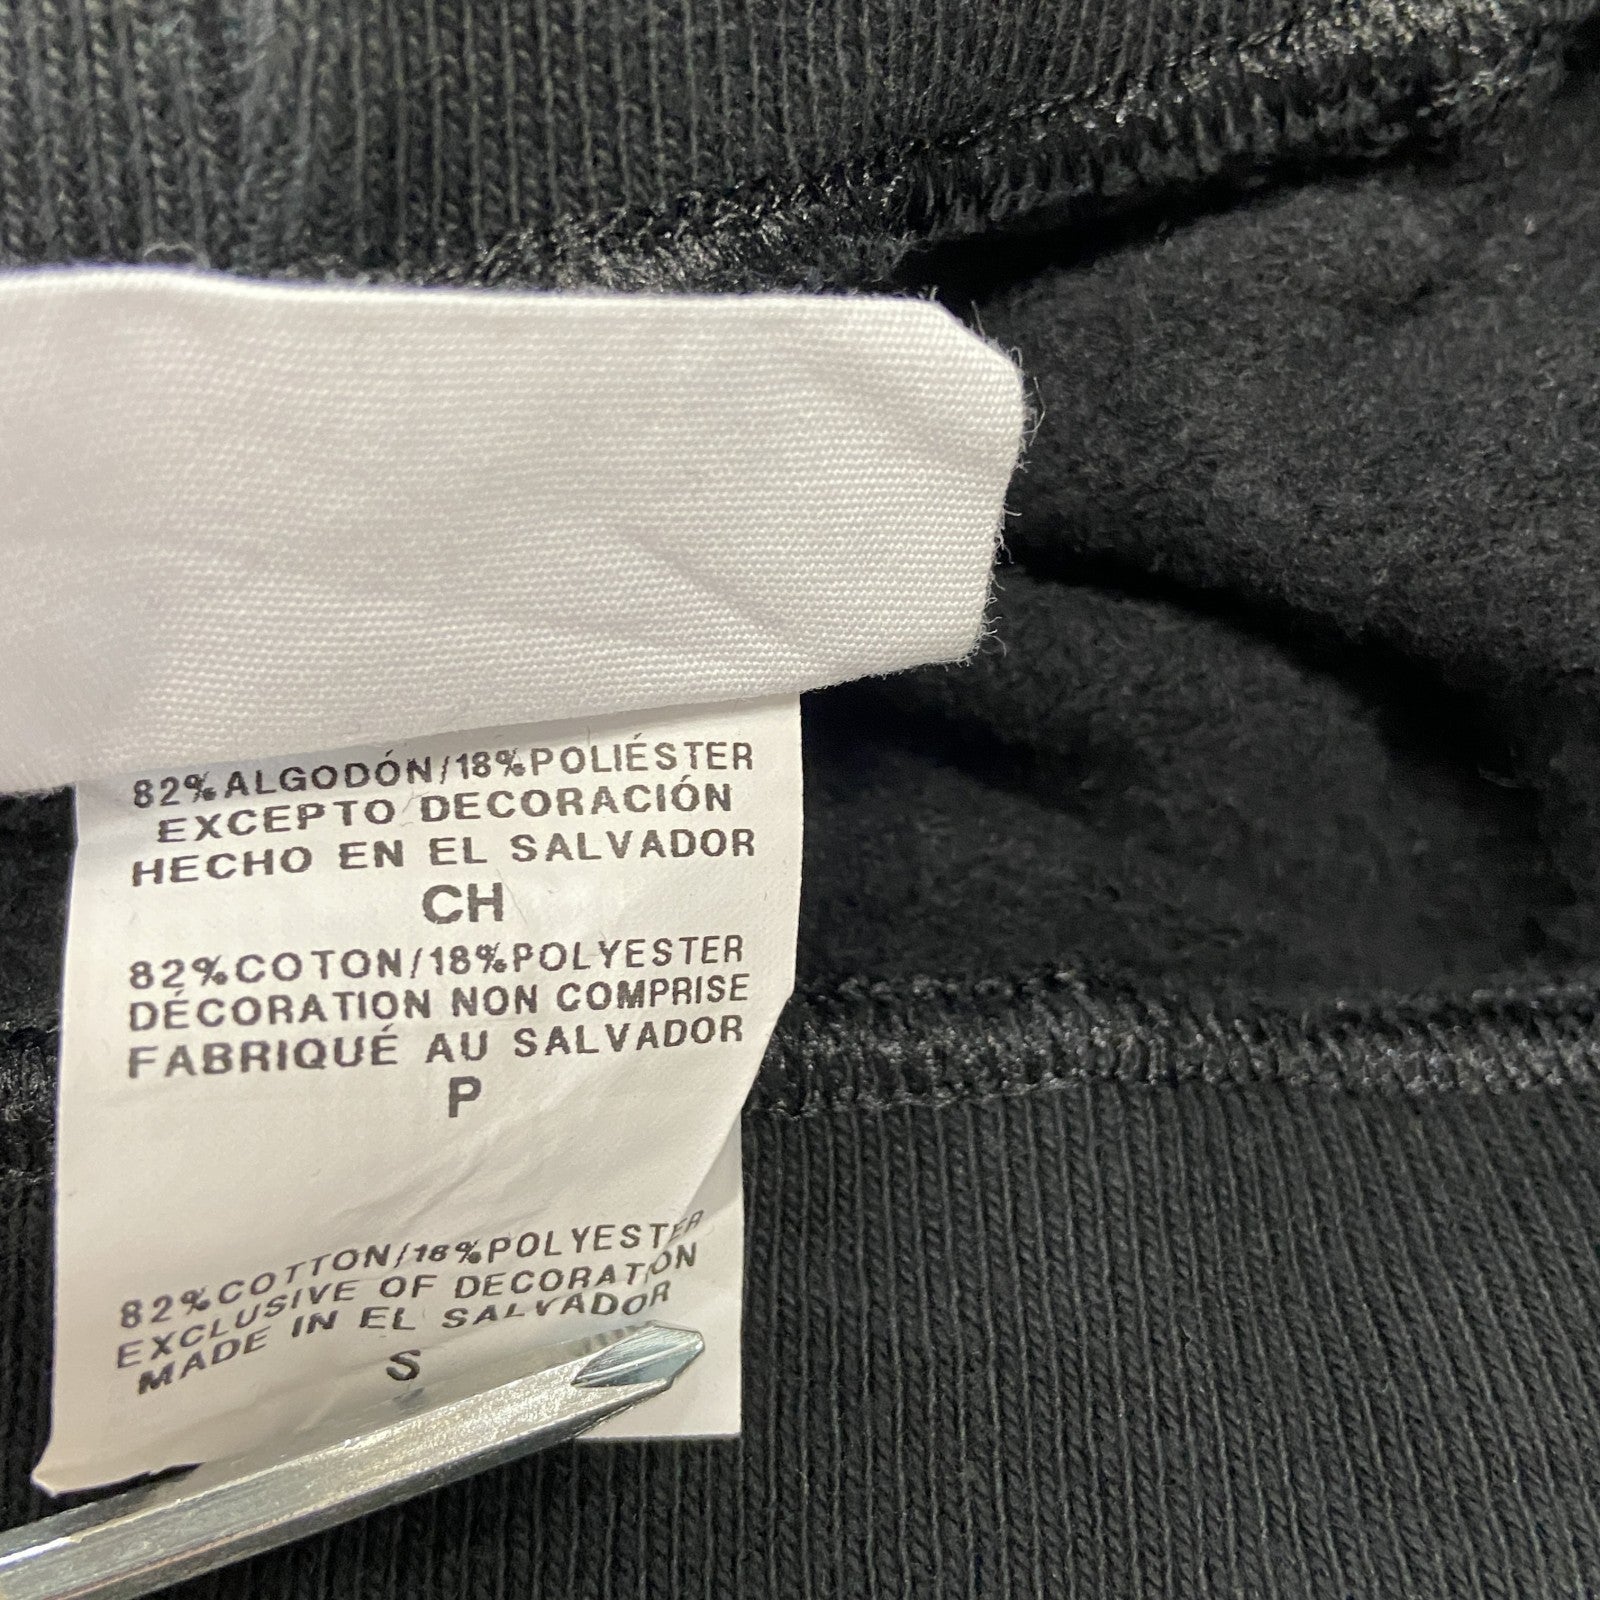 82% ALGODÓN/18% POLIÉSTER
EXCEPTO DECORACIÓN
HECHO EN EL SALVADOR
CH
82% COTON/18% POLYESTER
DÉCORATION NON COMPRISE
FABRIQUÉ AU SALVADOR
P
82% COTTON/18% POLYESTER
EXCLUSIVE OF DECORATION
MADE IN EL SALVADOR
S